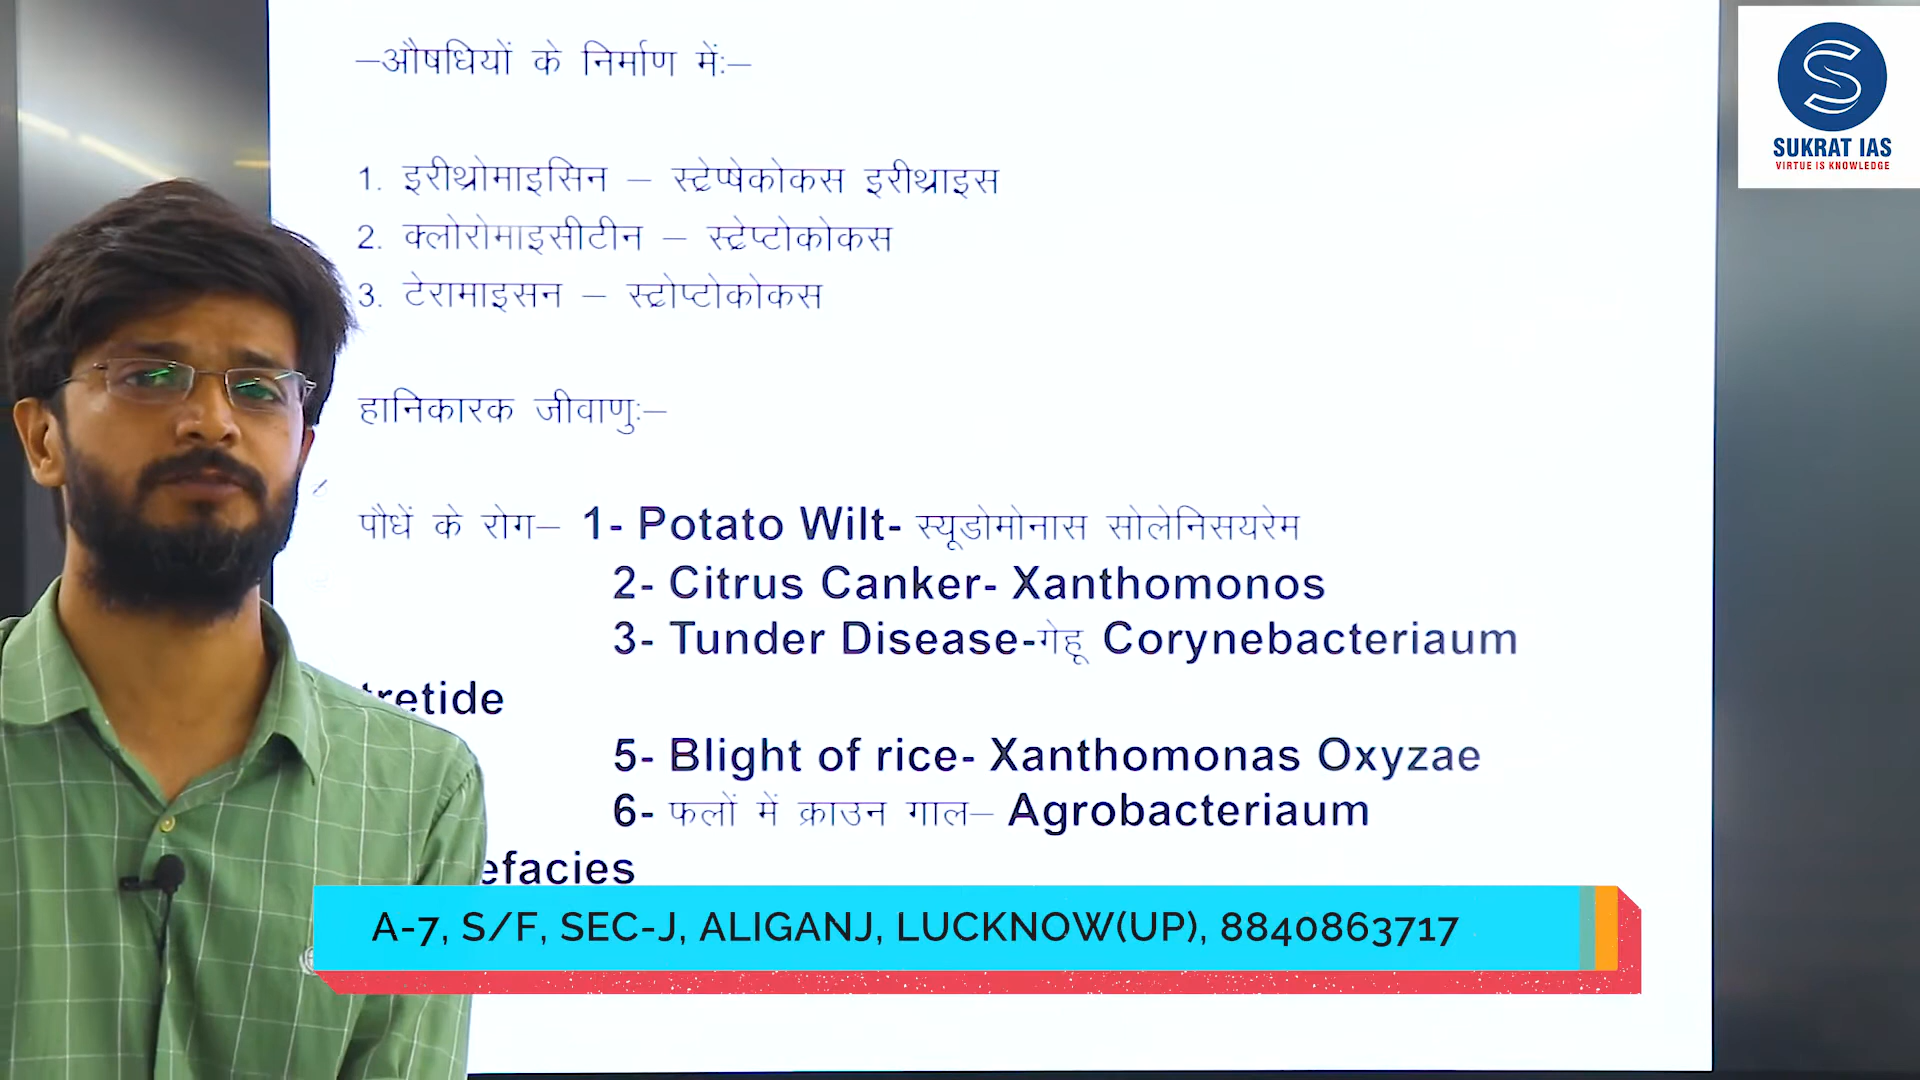 –औषधियों के निर्माण में:–
1. इरीथ्रोमाइसिन – स्ट्रेप्षेकोकस इरीथ्राइस
2. क्लोरोमाइसीटीन – स्ट्रेप्टोकोकस
3. टेरामाइसन – स्ट्रोप्टोकोकस
हानिकारक जीवाणु:–
पौधें के रोग– 1- Potato Wilt- स्यूडोमोनास सोलेनिसयरेम
2- Citrus Canker- Xanthomonos
3- Tunder Disease-गेहू Corynebacteriaum
tretide
5- Blight of rice- Xanthomonas Oxyzae
6- फलों में क्राउन गाल– Agrobacteriaum
efacies
A-7, S/F, SEC-J, ALIGANJ, LUCKNOW(UP), 8840863717
S
SUKRAT IAS
VIRTUE IS KNOWLEDGE